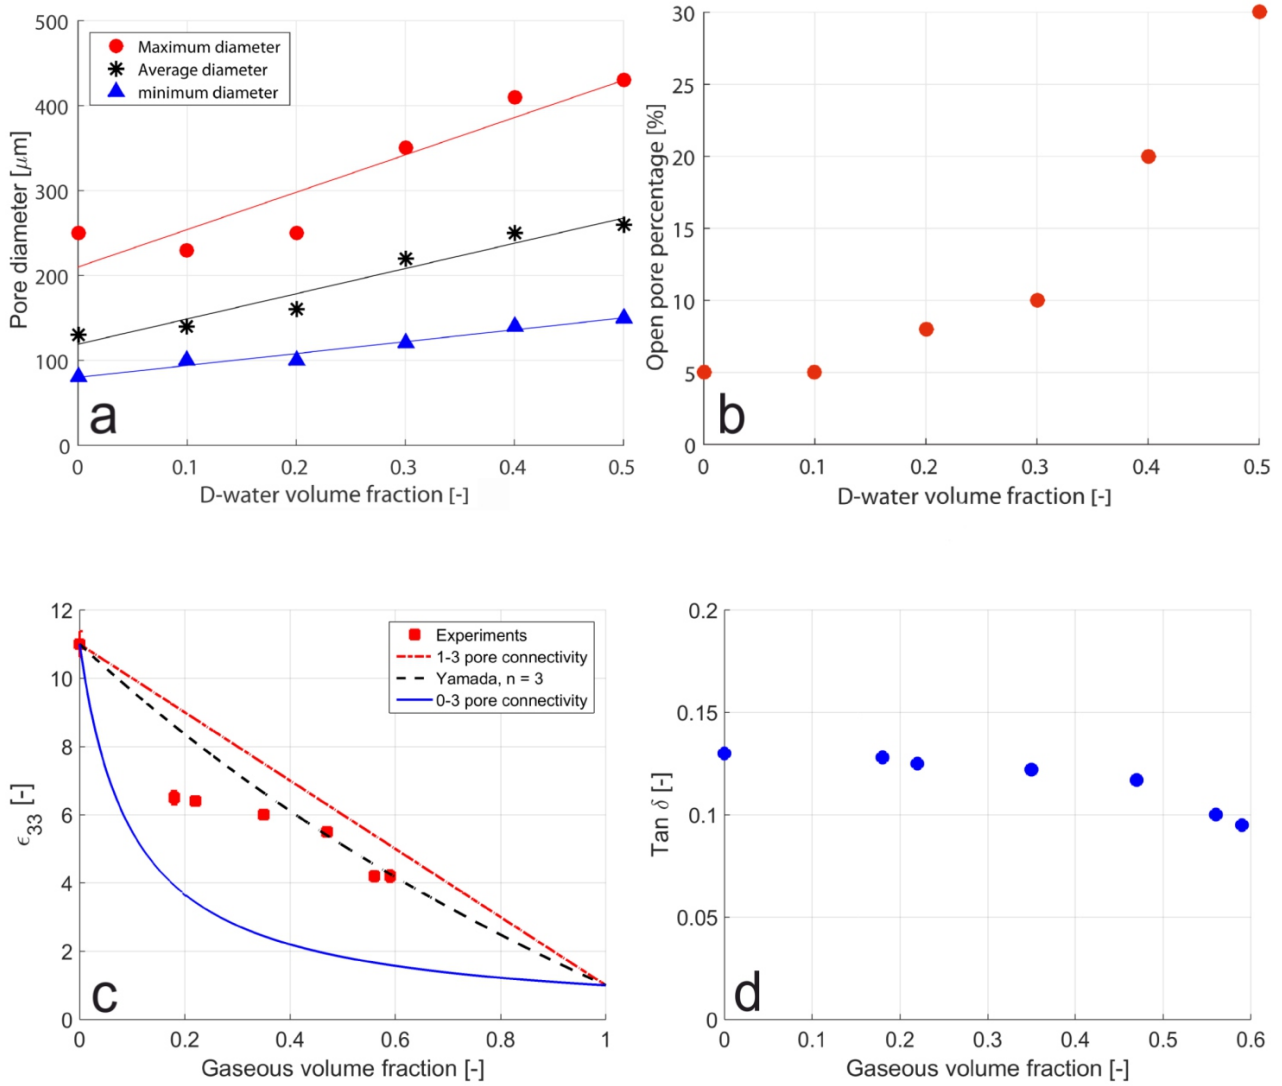 500
400
300
200
100
0
Pore diameter [μm]
Maximum diameter
Average diameter
minimum diameter
a
0 0.1 0.2 0.3 0.4 0.5
D-water volume fraction [-]
30
25
20
15
10
5
0
Open pore percentage [%]
b
0 0.1 0.2 0.3 0.4 0.5
D-water volume fraction [-]
12
10
8
6
4
2
0
ϵ33 [-]
Experiments
1-3 pore connectivity
Yamada, n = 3
0-3 pore connectivity
c
0 0.2 0.4 0.6 0.8 1
Gaseous volume fraction [-]
0.2
0.15
0.1
0.05
0
Tan δ [-]
d
0 0.1 0.2 0.3 0.4 0.5 0.6
Gaseous volume fraction [-]